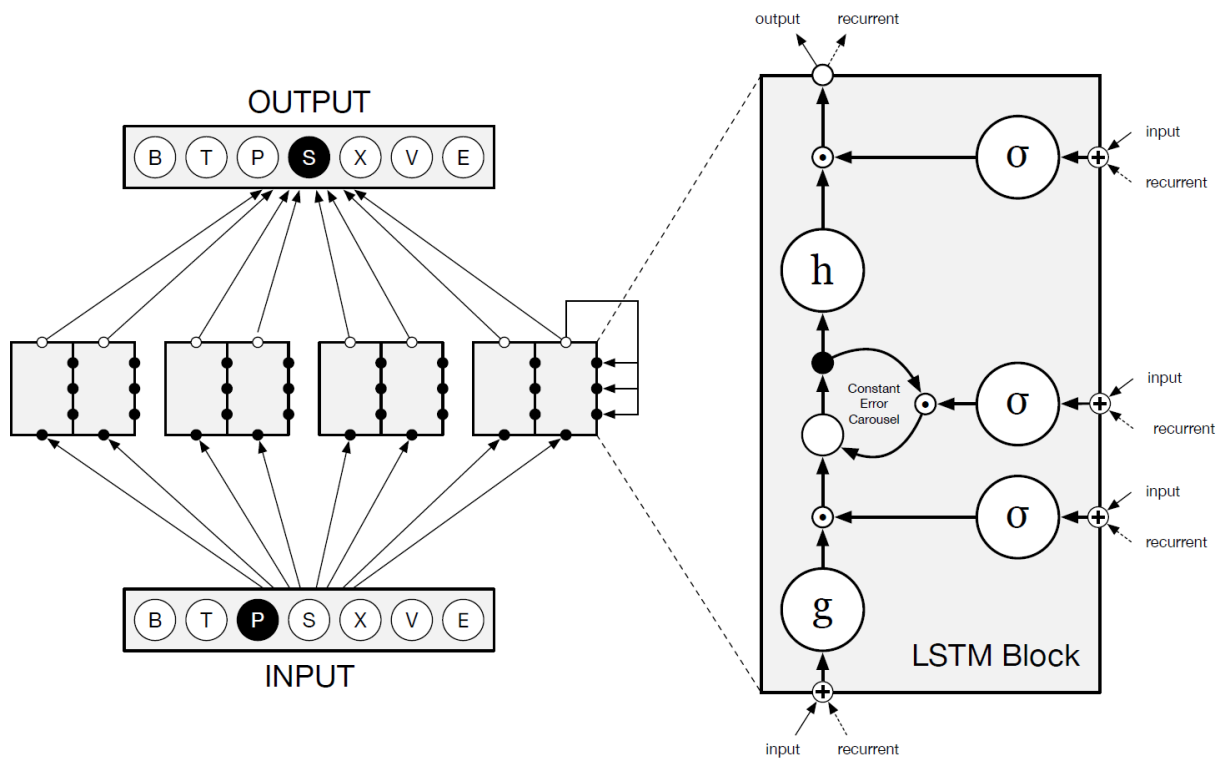 OUTPUT
B T P S X V E
B T P S X V E
INPUT
output recurrent
σ
input
recurrent
h
Constant
Error
Carousel
σ
input
recurrent
σ
input
recurrent
g
LSTM Block
input recurrent